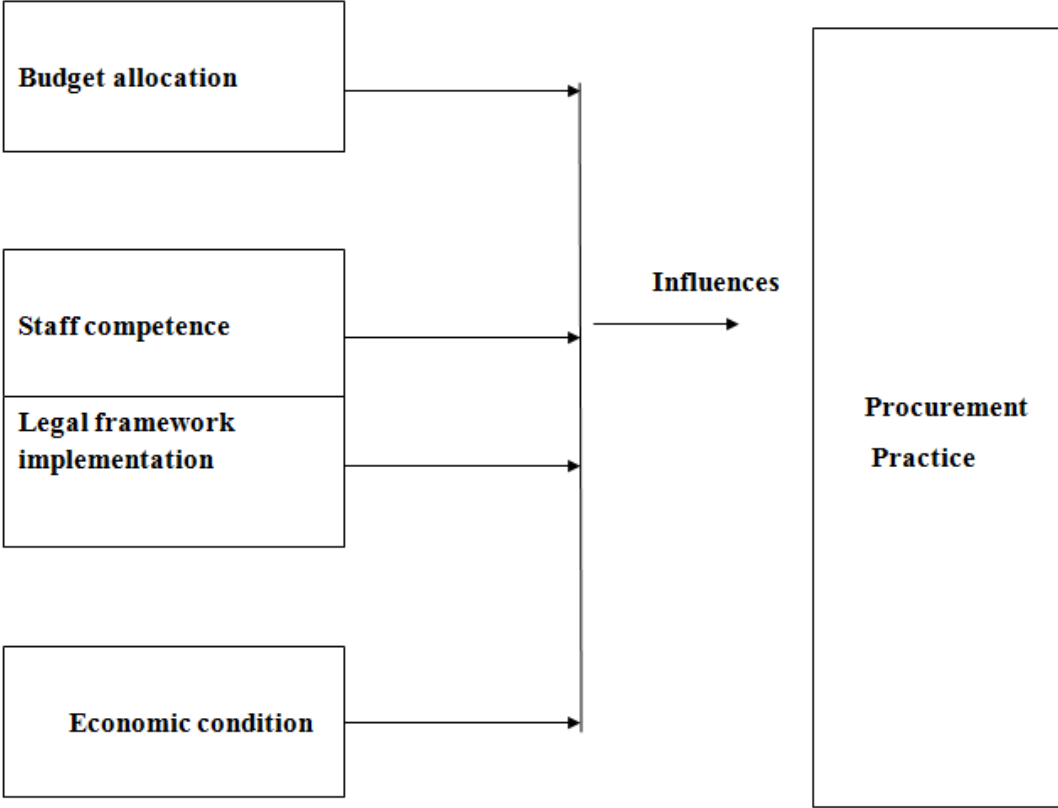 Budget allocation
Staff competence
Legal framework
implementation
Economic condition
Influences
Procurement
Practice